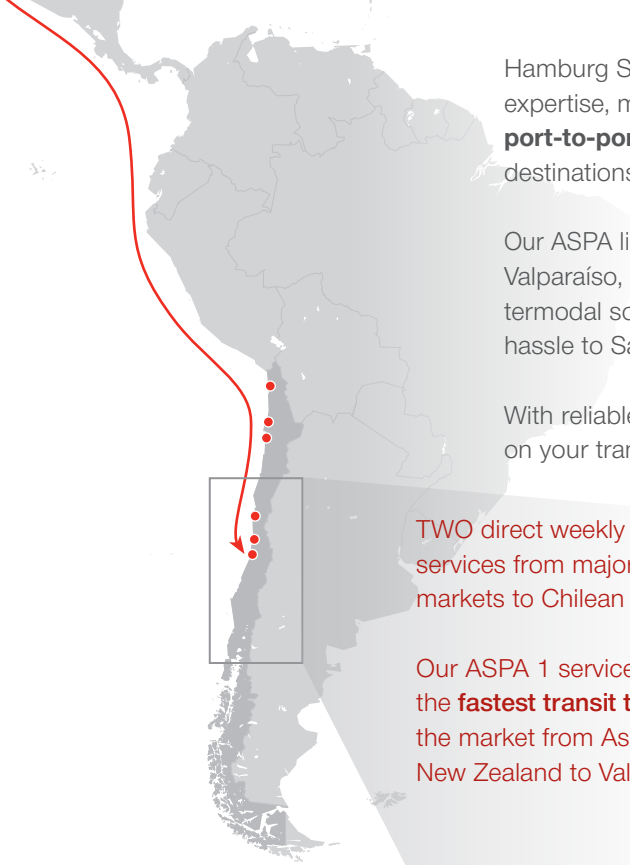 Hamburg S
expertise, m
port-to-por
destinations
Our ASPA li
Valparaíso,
termodal so
hassle to Sa
With reliable
on your tran
TWO direct weekly
services from major
markets to Chilean
Our ASPA 1 service
the fastest transit t
the market from As
New Zealand to Val